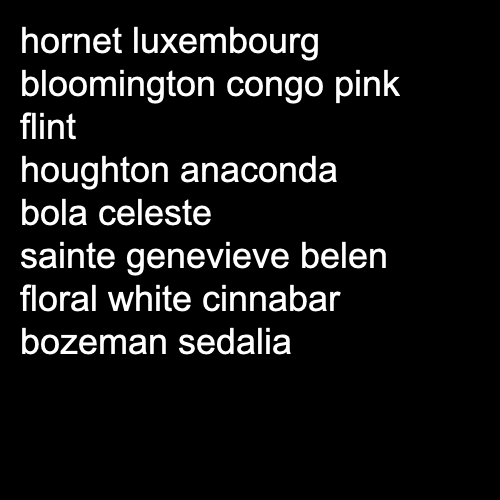 hornet luxembourg
bloomington congo pink
flint
houghton anaconda
bola celeste
sainte genevieve belen
floral white cinnabar
bozeman sedalia